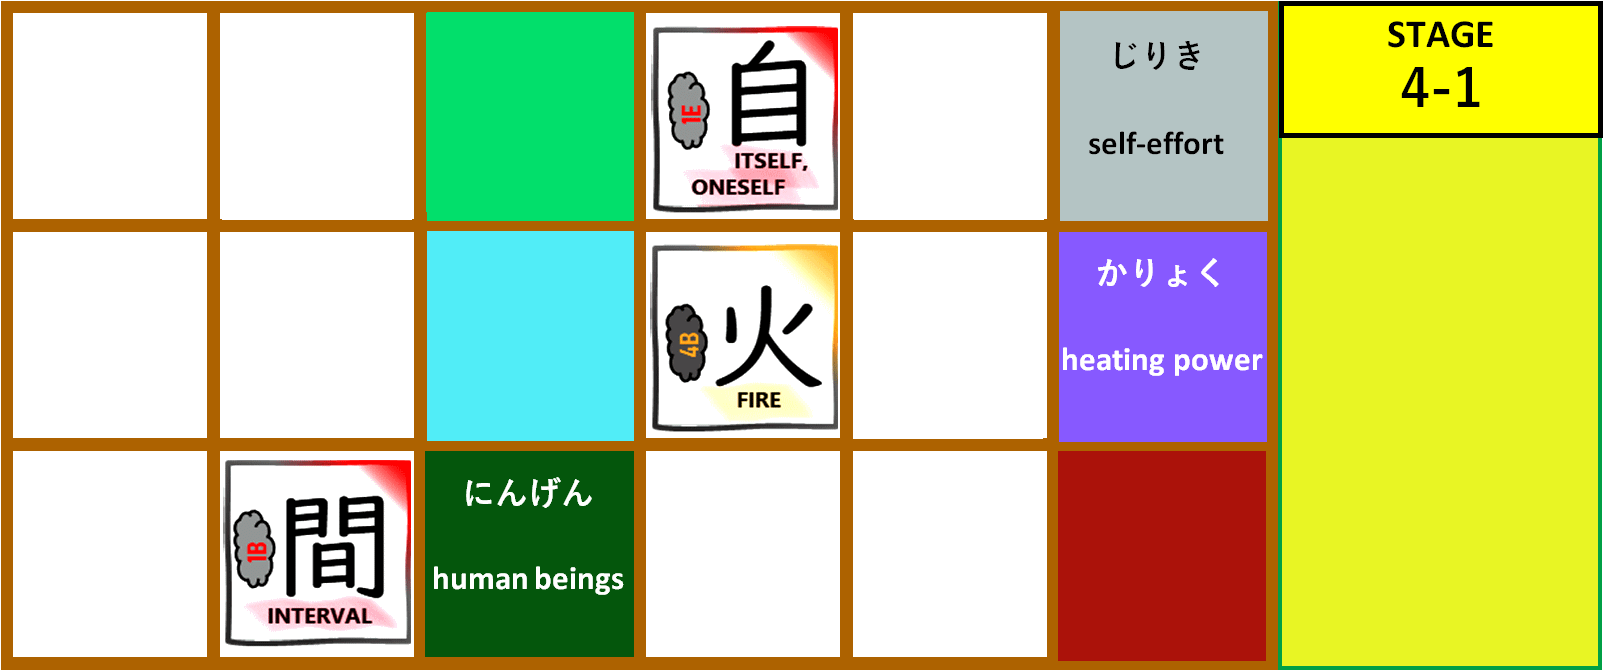 1E
自
ITSELF,
ONESELF
じりき
self-effort
STAGE
4-1
4B
火
FIRE
かりょく
heating power
1B
間
INTERVAL
にんげん
human beings